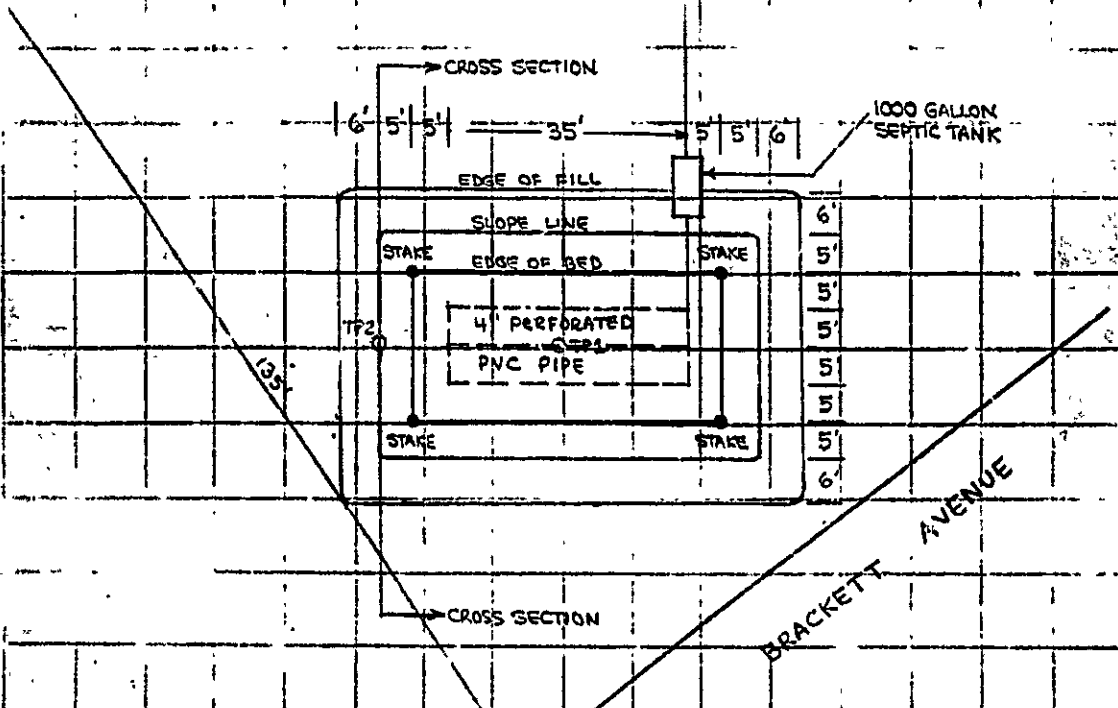 CROSS SECTION
6' 5' 5' 35' 5' 5' 6'
1000 GALLON
SEPTIC TANK
EDGE OF FILL
SLOPE LINE
STAKE
STAKE
EDGE OF BED
4" PERFORATED
TP2
TP1
PNC PIPE
STAKE
STAKE
6'
5'
5'
5'
5'
5
5'
6'
135'
CROSS SECTION
BRACKETT AVENUE